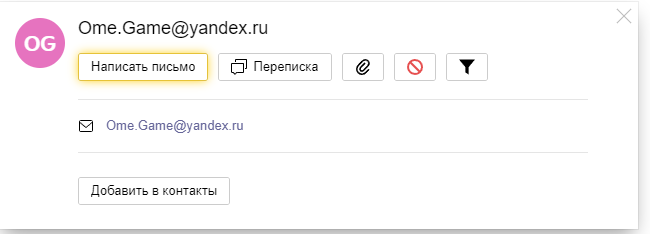 OG
Ome.Game@yandex.ru
Написать письмо Переписка
Ome.Game@yandex.ru
Добавить в контакты